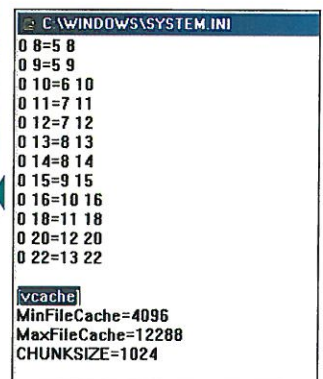 C:\WINDOWS\SYSTEM.INI
0 8=5 8
0 9=5 9
0 10=6 10
0 11=7 11
0 12=7 12
0 13=8 13
0 14=8 14
0 15=9 15
0 16=10 16
0 18=11 18
0 20=12 20
0 22=13 22
[vcache]
MinFileCache=4096
MaxFileCache=12288
CHUNKSIZE=1024